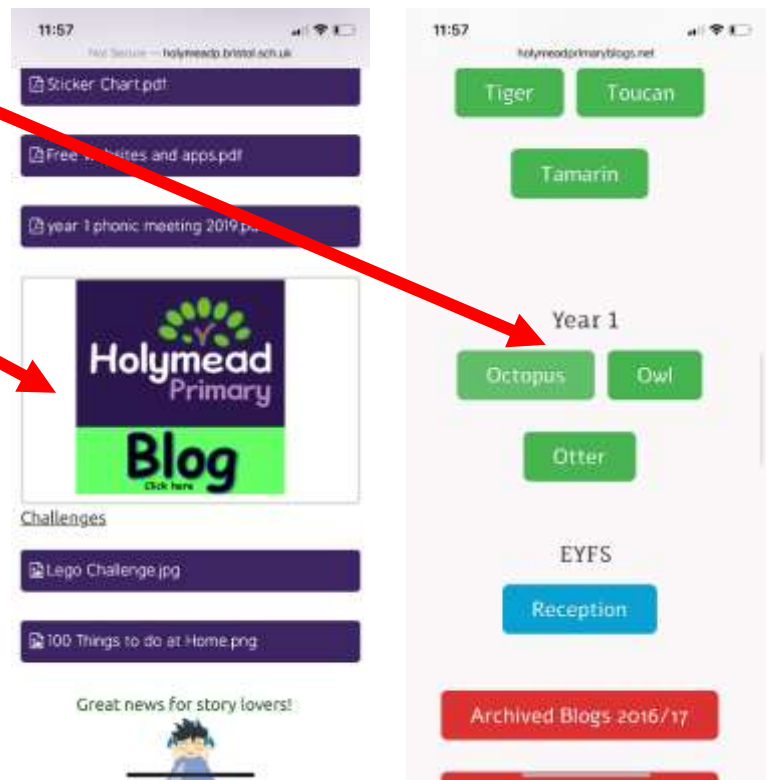 11:57
Not Secure — holymeadp.bristol.sch.uk
Sticker Chart.pdf
Free websites and apps.pdf
year 1 phonic meeting 2019.pd
Holymead
Primary
Blog
Click here
Challenges
Lego Challenge.jpg
100 Things to do at Home.png
Great news for story lovers!
11:57
holymeadprimaryblogs.net
Tiger
Toucan
Tamarin
Year 1
Octopus
Owl
Otter
EYFS
Reception
Archived Blogs 2016/17